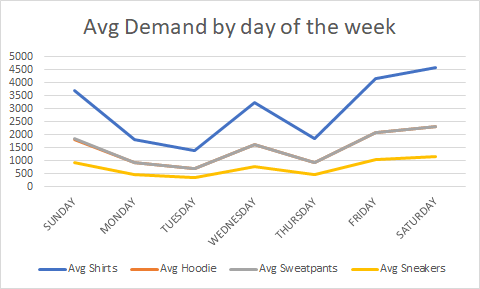 Avg Demand by day of the week
5000
4500
4000
3500
3000
2500
2000
1500
1000
500
0
SUNDAY
MONDAY
TUESDAY
WEDNESDAY
THURSDAY
FRIDAY
SATURDAY
Avg Shirts Avg Hoodie Avg Sweatpants Avg Sneakers